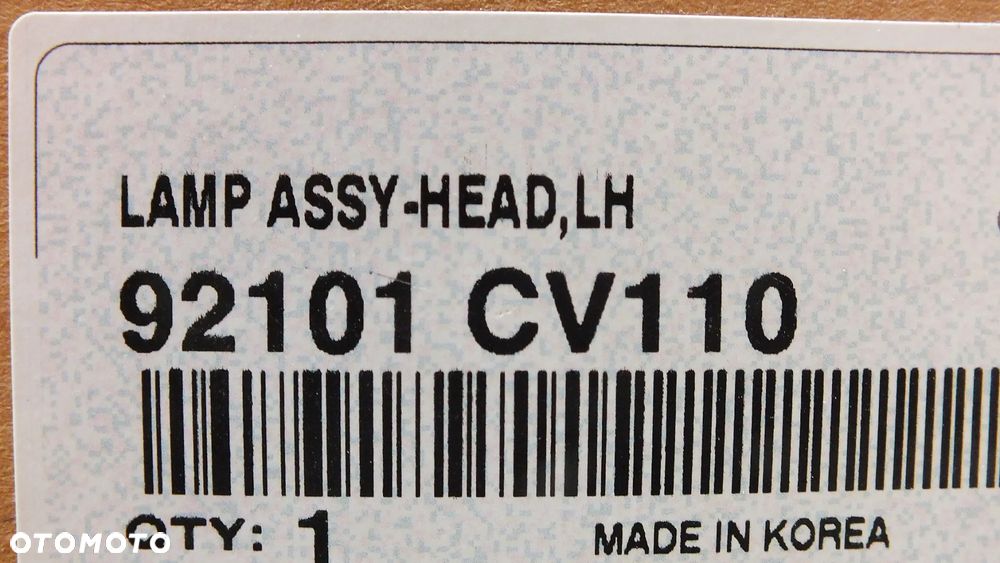 LAMP ASSY-HEAD,LH
92101 CV110
QTY: 1
MADE IN KOREA
OTOMOTO